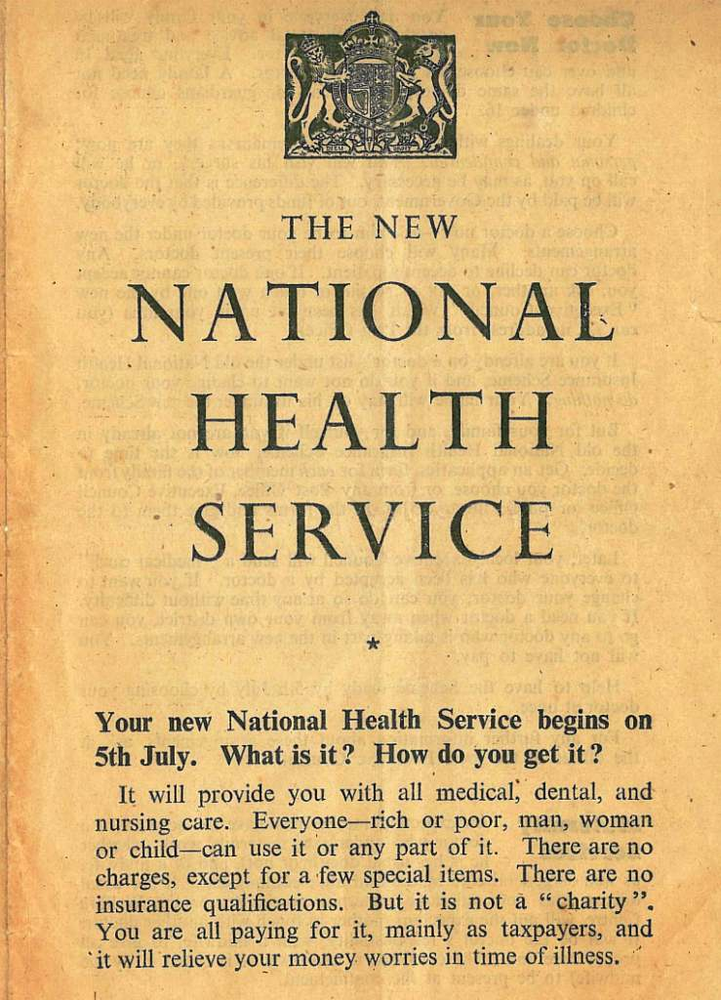 THE NEW
NATIONAL
HEALTH
SERVICE
*
Your new National Health Service begins on
5th July. What is it? How do you get it?
It will provide you with all medical, dental, and
nursing care. Everyone—rich or poor, man, woman
or child—can use it or any part of it. There are no
charges, except for a few special items. There are no
insurance qualifications. But it is not a “charity”.
You are all paying for it, mainly as taxpayers, and
it will relieve your money worries in time of illness.